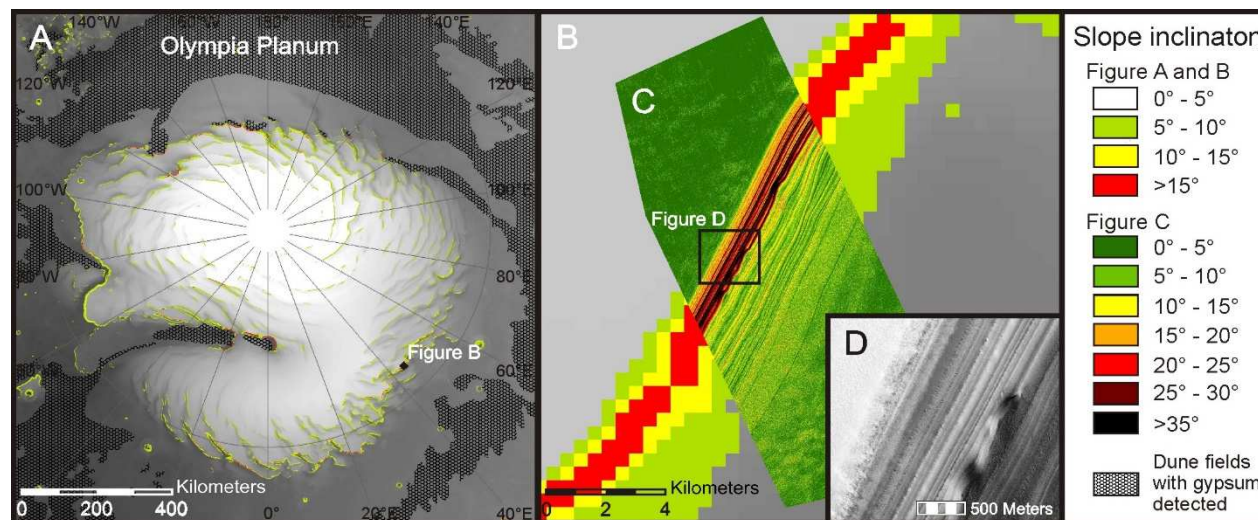 A
Olympia Planum
140°W
120°W
100°W
80°W
160°E
140°E
120°E
100°E
80°E
60°E
40°E
0°
Figure B
Kilometers
0 200 400
B
C
Figure D
Kilometers
0 2 4
D
500 Meters
Slope inclinaton
Figure A and B
0° - 5°
5° - 10°
10° - 15°
>15°
Figure C
0° - 5°
5° - 10°
10° - 15°
15° - 20°
20° - 25°
25° - 30°
>35°
Dune fields
with gypsum
detected